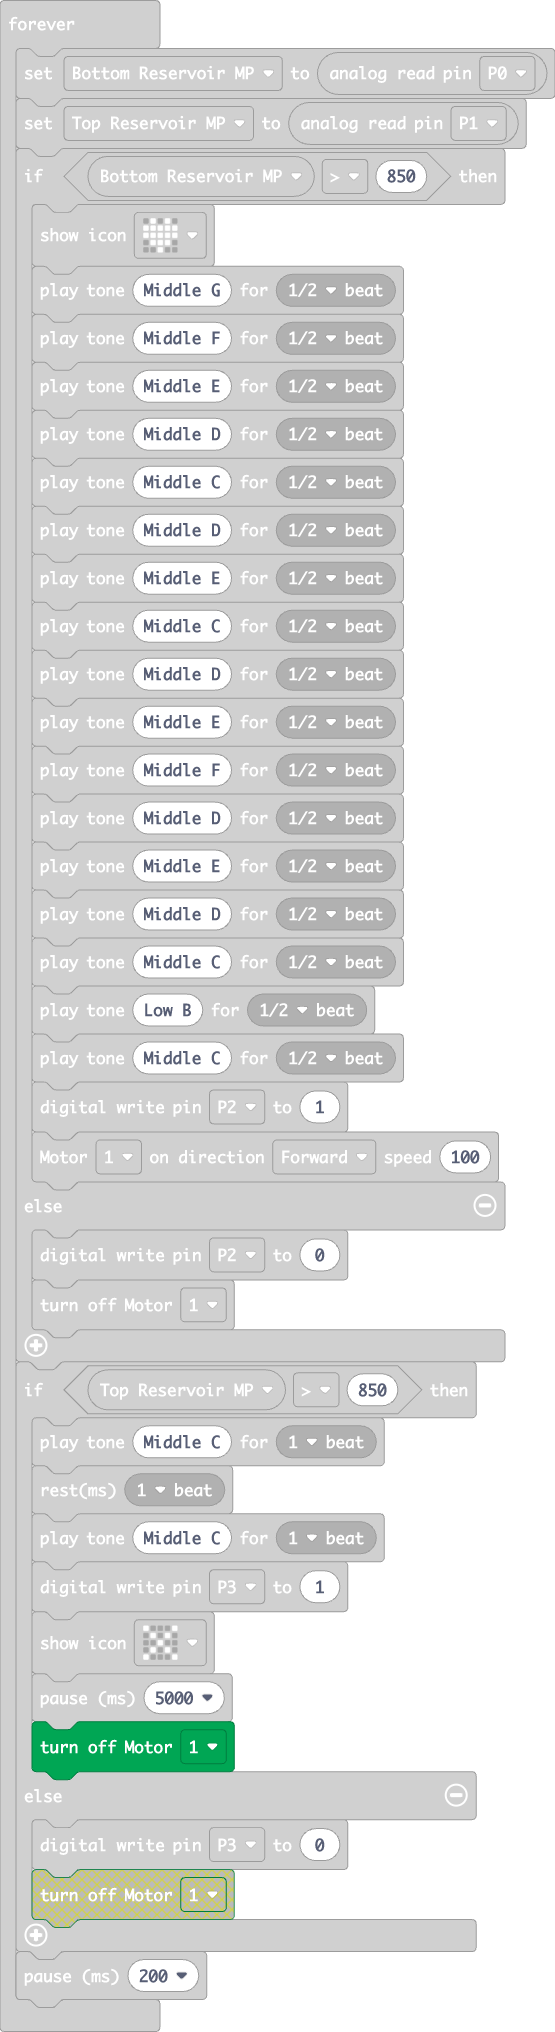 forever
set Bottom Reservoir MP to analog read pin P0
set Top Reservoir MP to analog read pin P1
if Bottom Reservoir MP > 850 then
show icon
play tone Middle G for 1/2 beat
play tone Middle F for 1/2 beat
play tone Middle E for 1/2 beat
play tone Middle D for 1/2 beat
play tone Middle C for 1/2 beat
play tone Middle D for 1/2 beat
play tone Middle E for 1/2 beat
play tone Middle C for 1/2 beat
play tone Middle D for 1/2 beat
play tone Middle E for 1/2 beat
play tone Middle F for 1/2 beat
play tone Middle D for 1/2 beat
play tone Middle E for 1/2 beat
play tone Middle D for 1/2 beat
play tone Middle C for 1/2 beat
play tone Low B for 1/2 beat
play tone Middle C for 1/2 beat
digital write pin P2 to 1
Motor 1 on direction Forward speed 100
else
digital write pin P2 to 0
turn off Motor 1
if Top Reservoir MP > 850 then
play tone Middle C for 1 beat
rest(ms) 1 beat
play tone Middle C for 1 beat
digital write pin P3 to 1
show icon
pause (ms) 5000
turn off Motor 1
else
digital write pin P3 to 0
turn off Motor 1
pause (ms) 200